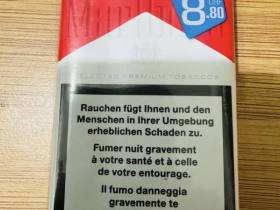 8.80
SELECTED PREMIUM TOBACCOS
Rauchen fügt Ihnen und den
Menschen in Ihrer Umgebung
erheblichen Schaden zu.
Fumer nuit gravement
à votre santé et à celle
de votre entourage.
Il fumo danneggia
gravemente te